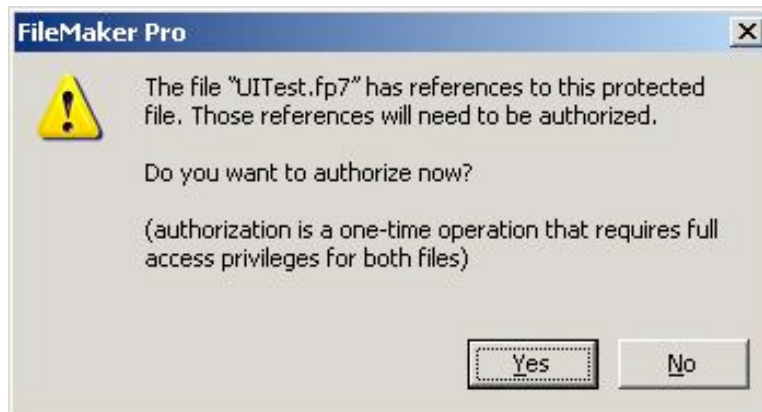 FileMaker Pro
The file "UITest.fp7" has references to this protected
file. Those references will need to be authorized.
Do you want to authorize now?
(authorization is a one-time operation that requires full
access privileges for both files)
Yes No